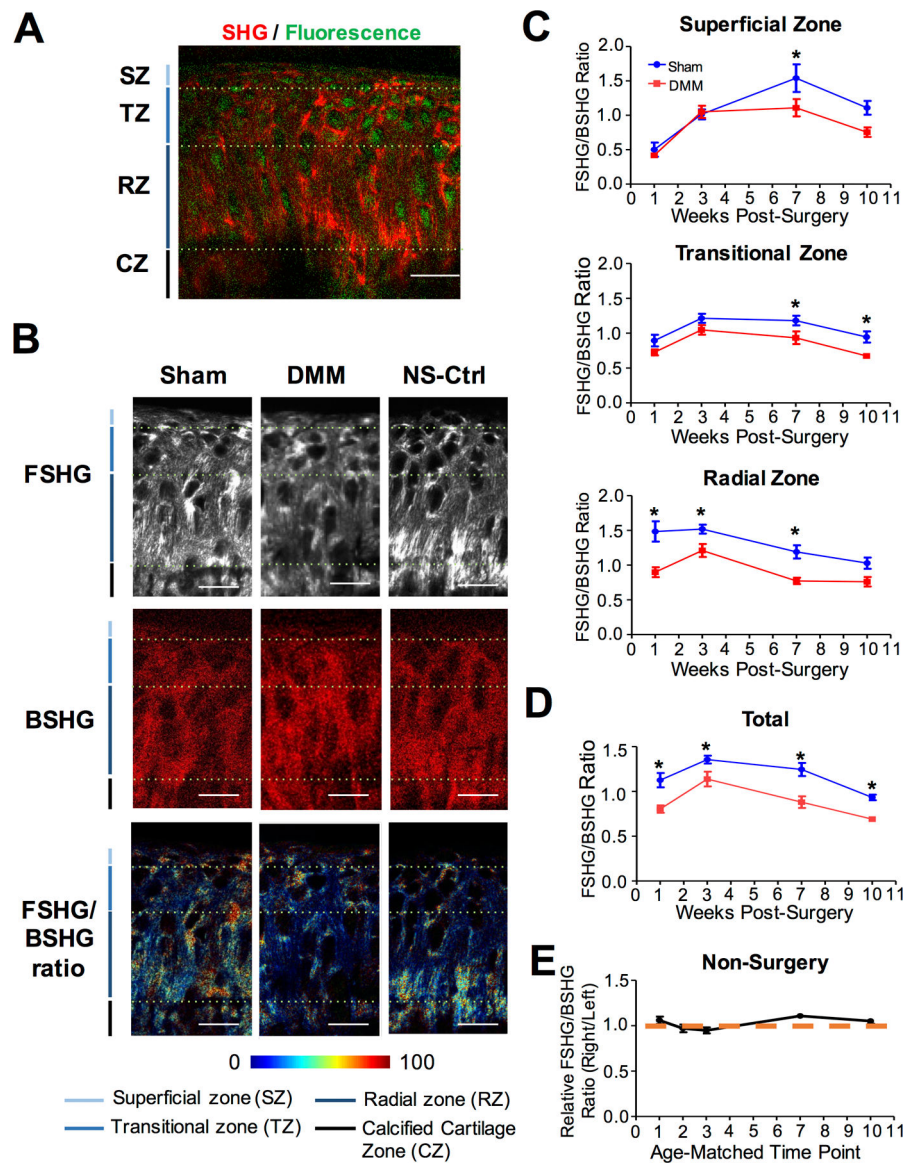 A
SHG / Fluorescence
SZ
TZ
RZ
CZ
B
Sham
DMM
NS-Ctrl
FSHG
BSHG
FSHG/
BSHG
ratio
0
100
Superficial zone (SZ)
Radial zone (RZ)
Transitional zone (TZ)
Calcified Cartilage
Zone (CZ)
C
Superficial Zone
FSHG/BSHG Ratio
2.0
1.5
1.0
0.5
0.0
Sham
DMM
*
0 1 2 3 4 5 6 7 8 9 10 11
Weeks Post-Surgery
Transitional Zone
FSHG/BSHG Ratio
2.0
1.5
1.0
0.5
0.0
* *
0 1 2 3 4 5 6 7 8 9 10 11
Weeks Post-Surgery
Radial Zone
FSHG/BSHG Ratio
2.0
1.5
1.0
0.5
0.0
* * *
0 1 2 3 4 5 6 7 8 9 10 11
Weeks Post-Surgery
D
Total
FSHG/BSHG Ratio
1.5
1.0
0.5
0.0
* * * *
0 1 2 3 4 5 6 7 8 9 10 11
Weeks Post-Surgery
E
Non-Surgery
Relative FSHG/BSHG
Ratio (Right/Left)
1.5
1.0
0.5
0.0
0 1 2 3 4 5 6 7 8 9 10 11
Age-Matched Time Point